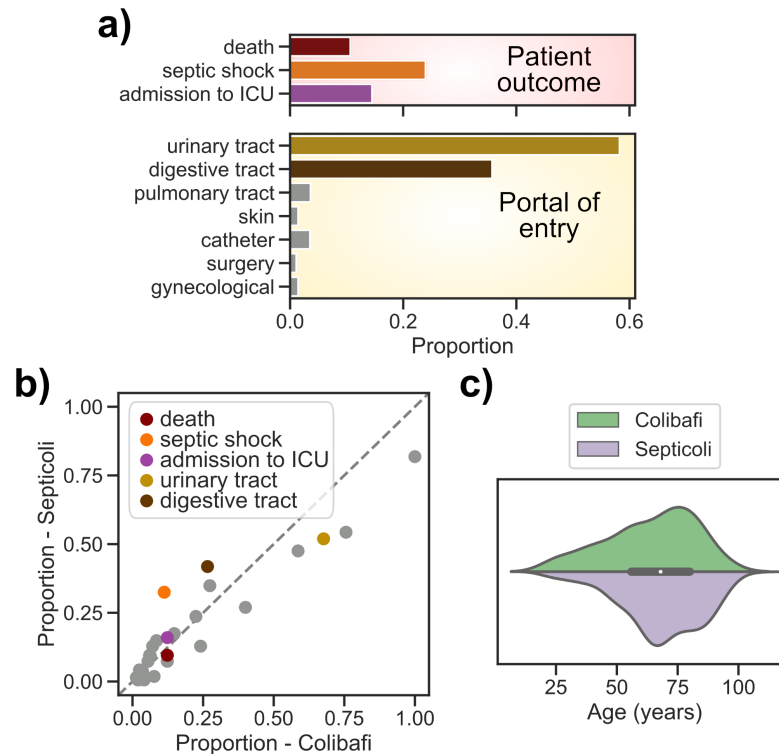 a)
death
septic shock
admission to ICU
Patient
outcome
urinary tract
digestive tract
pulmonary tract
skin
catheter
surgery
gynecological
Portal of
entry
0.0
0.2
0.4
0.6
Proportion
b)
1.00
0.75
0.50
0.25
0.00
Proportion - Septicoli
death
septic shock
admission to ICU
urinary tract
digestive tract
0.00
0.25
0.50
0.75
1.00
Proportion - Colibafi
c)
Colibafi
Septicoli
25
50
75
100
Age (years)